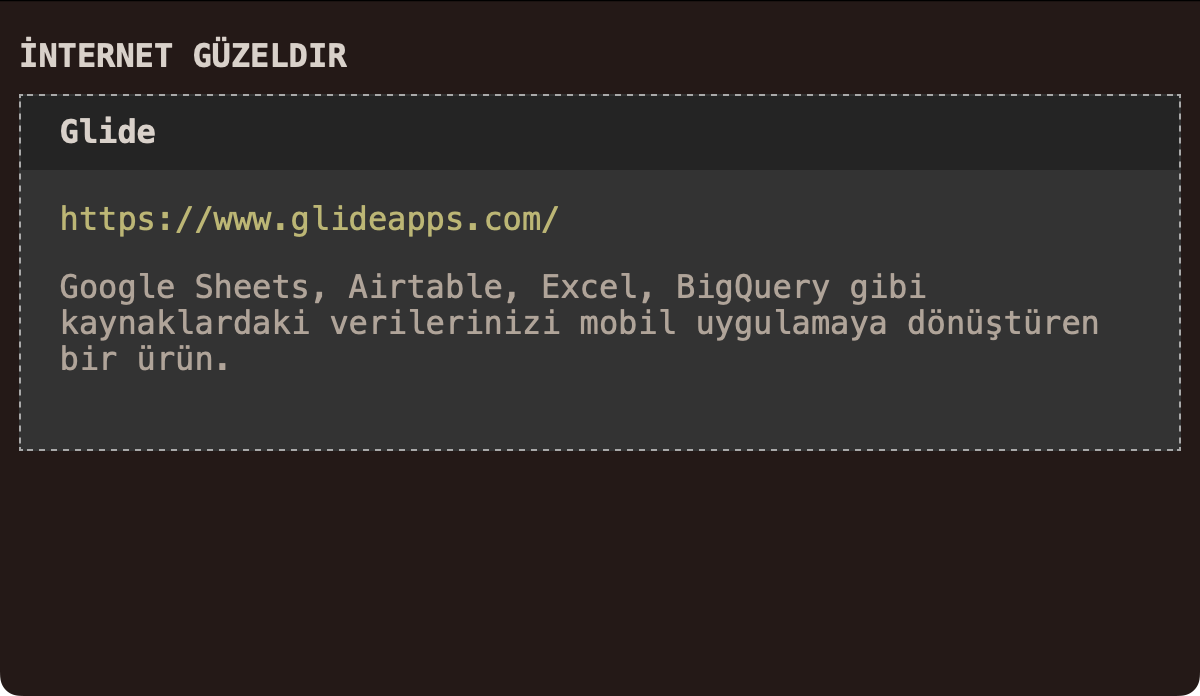 İNTERNET GÜZELDIR
Glide
https://www.glideapps.com/
Google Sheets, Airtable, Excel, BigQuery gibi
kaynaklardaki verilerinizi mobil uygulamaya dönüştüren
bir ürün.